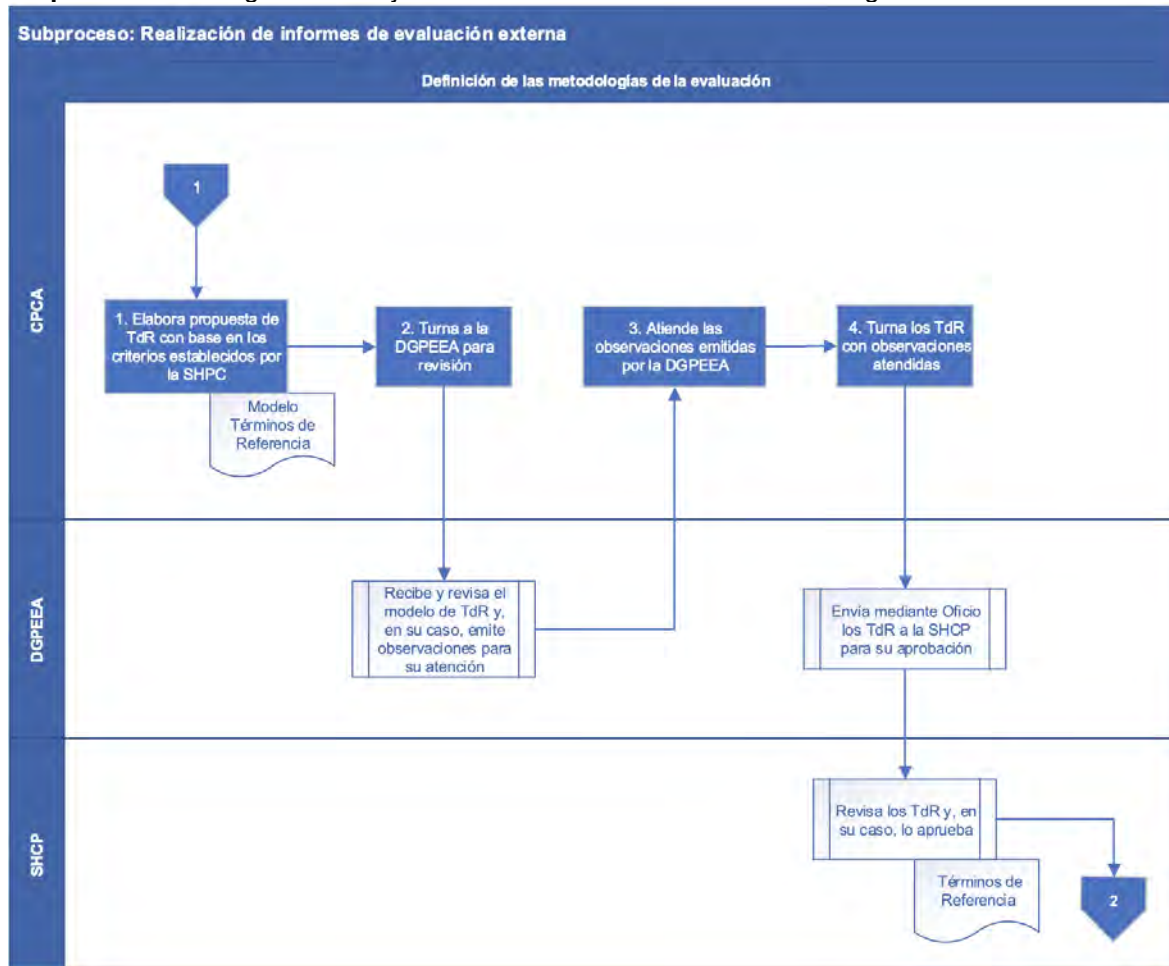 Subproceso: Realización de informes de evaluación externa
Definición de las metodologías de la evaluación
CPCA
1
1. Elabora propuesta de
TdR con base en los
criterios establecidos por
la SHPC
Modelo
Términos de
Referencia
2. Turna a la
DGPEEA para
revisión
3. Atiende las
observaciones emitidas
por la DGPEEA
4. Turna los TdR
con observaciones
atendidas
DGPEEA
Recibe y revisa el
modelo de TdR y,
en su caso, emite
observaciones para
su atención
Envía mediante Oficio
los TdR a la SHCP
para su aprobación
SHCP
Revisa los TdR y, en
su caso, lo aprueba
Términos de
Referencia
2